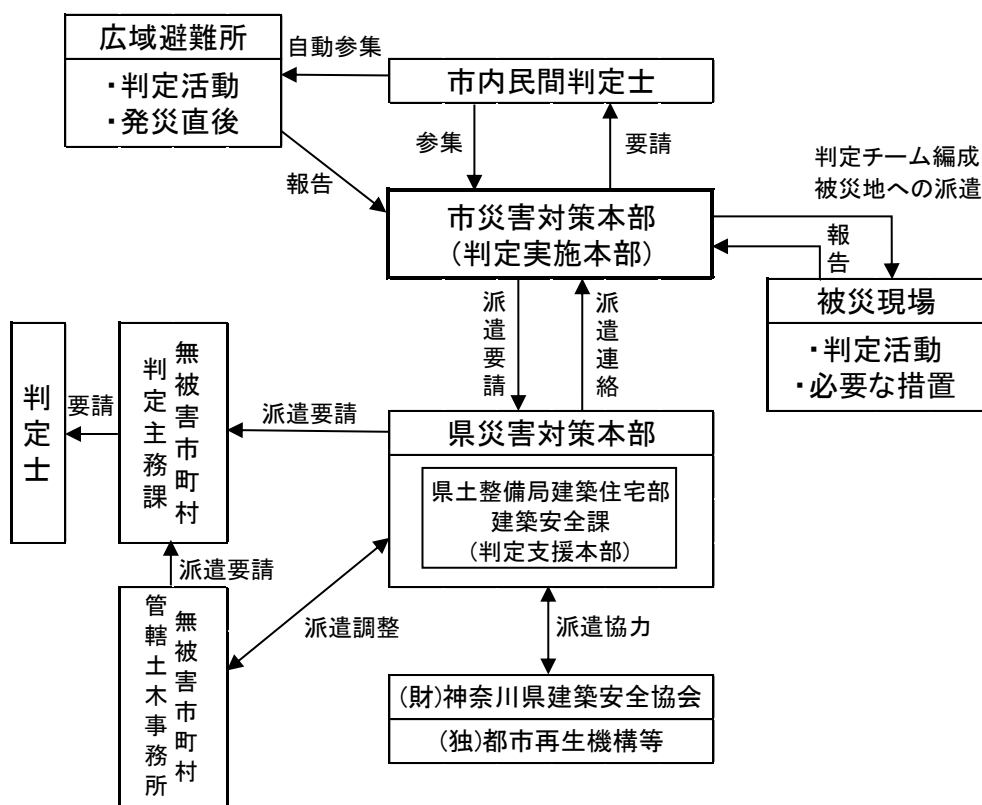 広域避難所
・判定活動
・発災直後
自動参集
市内民間判定士
参集
要請
報告
判定チーム編成
被災地への派遣
市災害対策本部
(判定実施本部)
報告
被災現場
・判定活動
・必要な措置
派遣要請
派遣連絡
判定士
要請
無被害市町村
判定主務課
派遣要請
県災害対策本部
県土整備局建築住宅部
建築安全課
(判定支援本部)
派遣要請
無被害市町村
管轄土木事務所
派遣調整
派遣協力
(財)神奈川県建築安全協会
(独)都市再生機構等